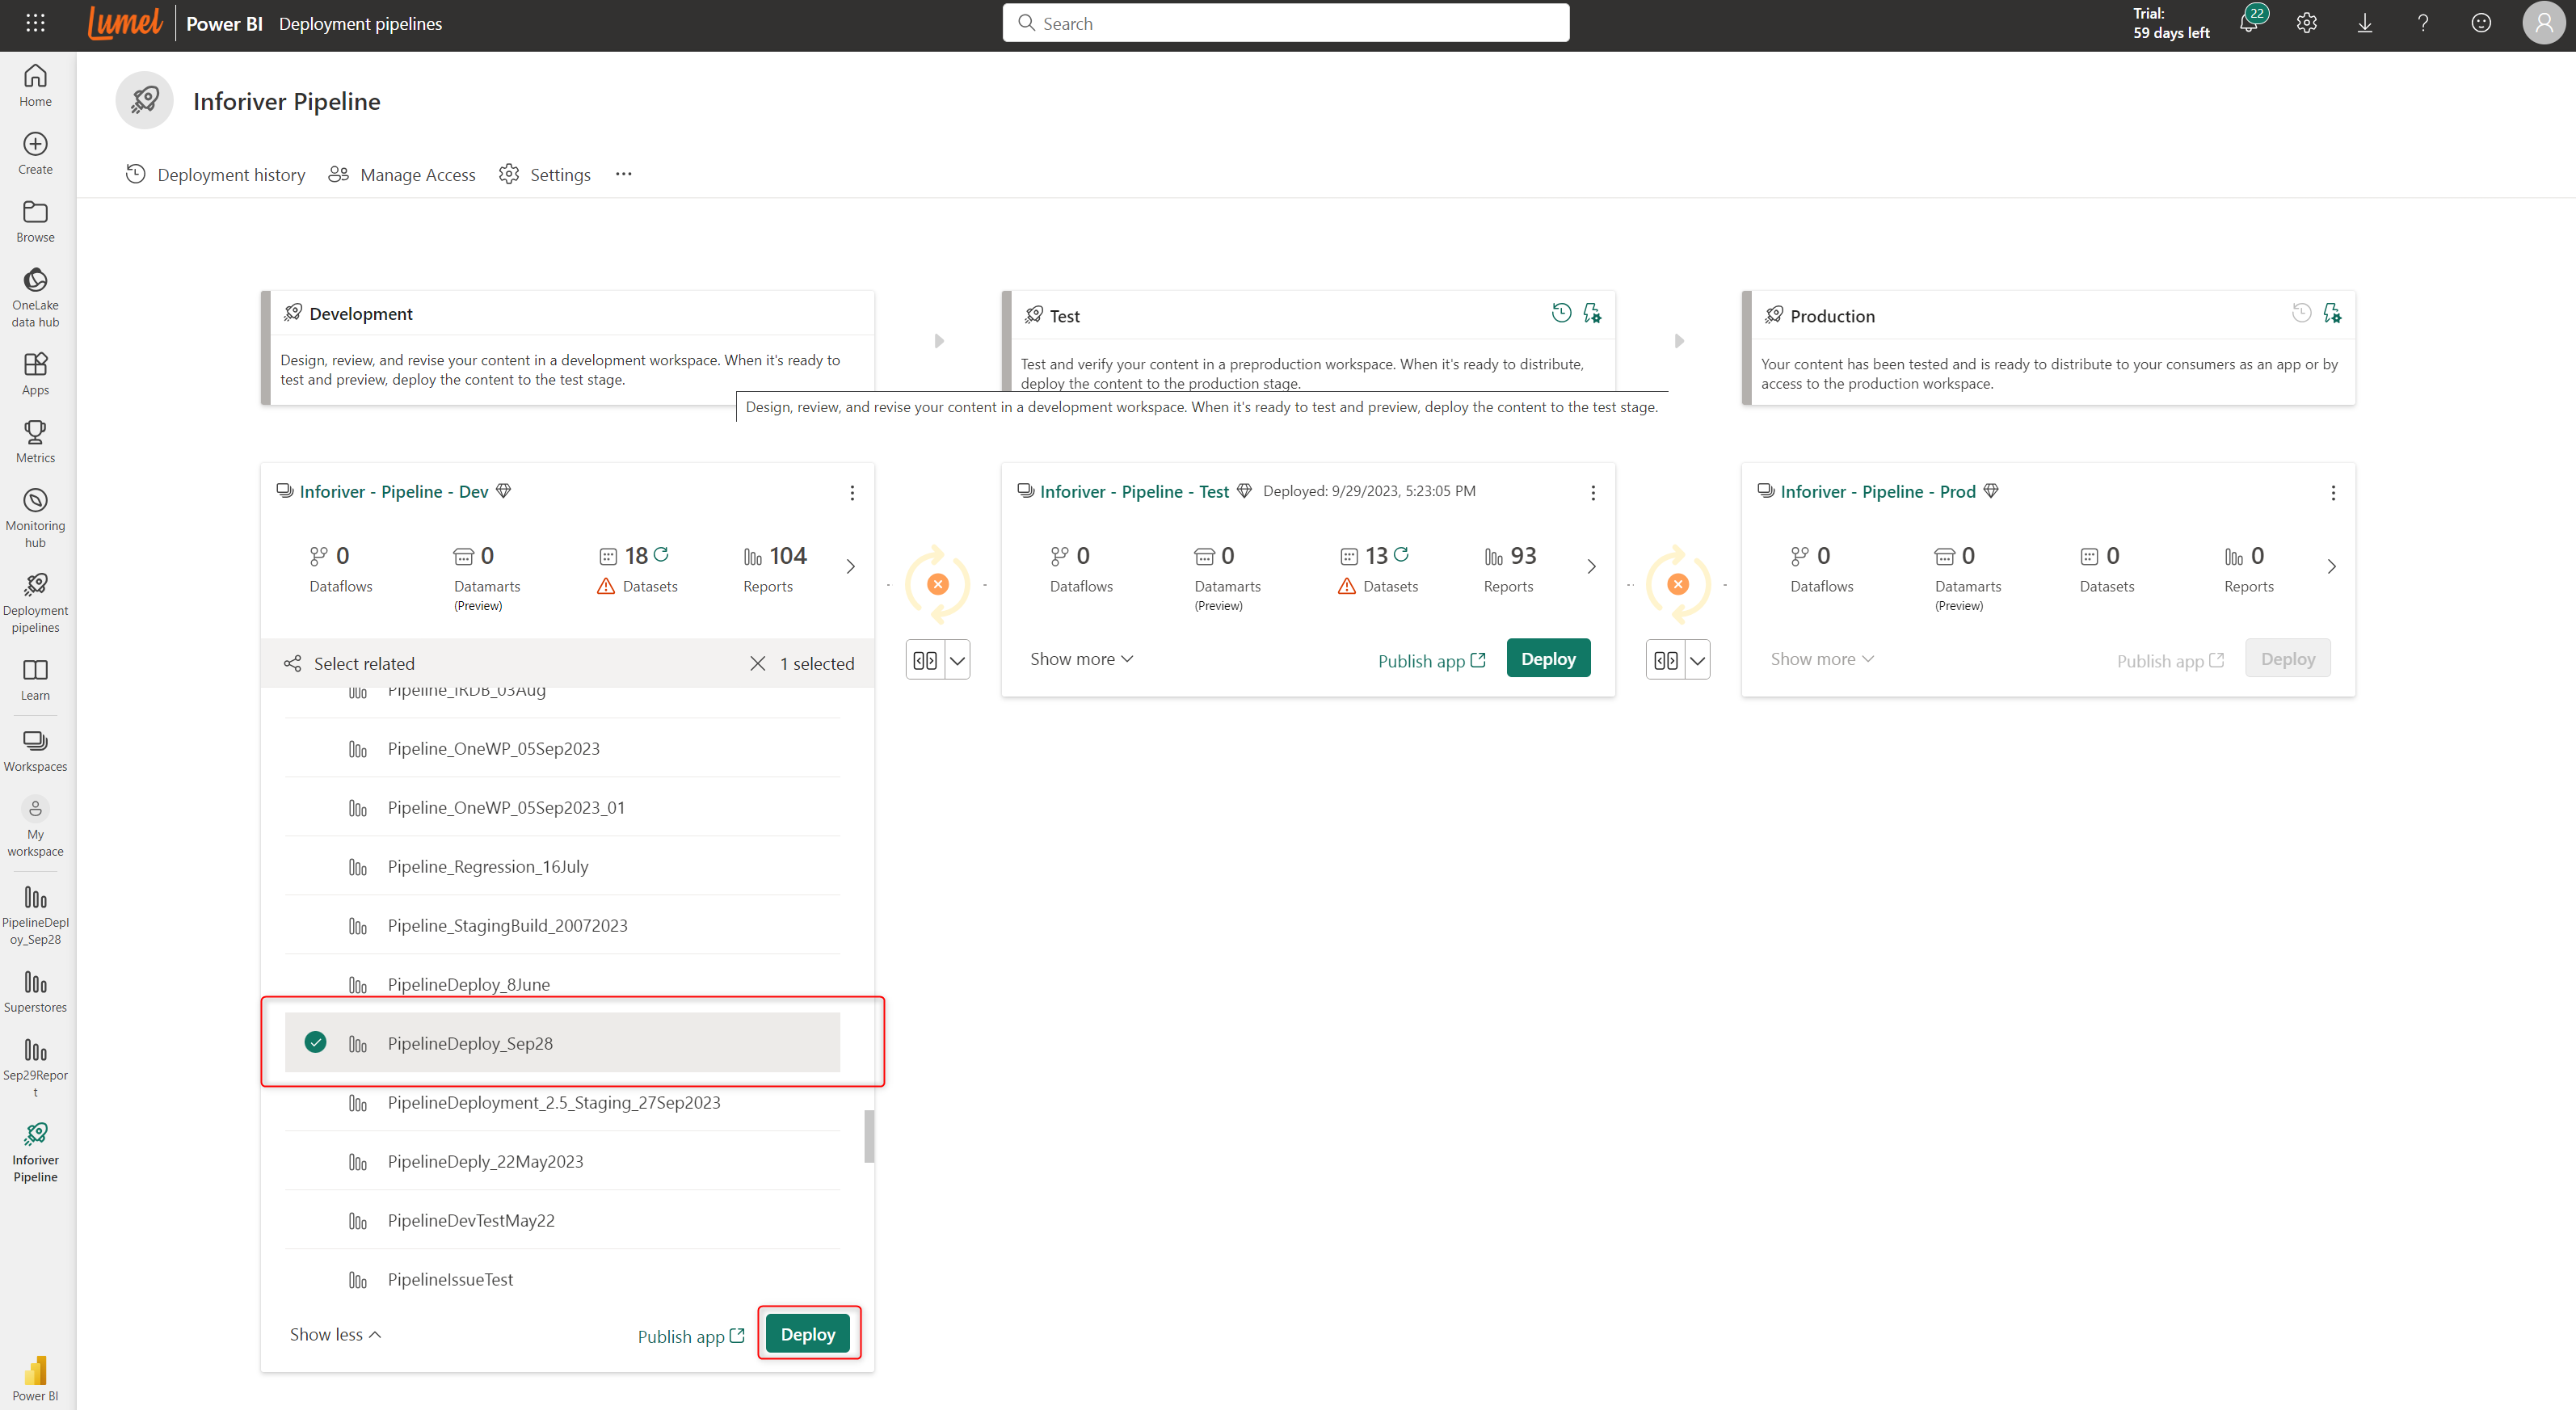 Lumel
Power BI
Deployment pipelines
Search
Trial:
59 days left
22
Home
Create
Browse
OneLake
data hub
Apps
Metrics
Monitoring
hub
Deployment
pipelines
Learn
Workspaces
My
workspace
PipelineDepl
oy_Sep28
Superstores
Sep29Repor
t
Inforiver
Pipeline
Power BI
Inforiver Pipeline
Deployment history
Manage Access
Settings
Development
Design, review, and revise your content in a development workspace. When it's ready to
test and preview, deploy the content to the test stage.
Test
Test and verify your content in a preproduction workspace. When it's ready to distribute,
deploy the content to the production stage.
Production
Your content has been tested and is ready to distribute to your consumers as an app or by
access to the production workspace.
Design, review, and revise your content in a development workspace. When it's ready to test and preview, deploy the content to the test stage.
Inforiver - Pipeline - Dev
0
Dataflows
0
Datamarts
(Preview)
18
Datasets
104
Reports
Select related
1 selected
Pipeline_IRDB_03Aug
Pipeline_OneWP_05Sep2023
Pipeline_OneWP_05Sep2023_01
Pipeline_Regression_16July
Pipeline_StagingBuild_20072023
PipelineDeploy_8June
PipelineDeploy_Sep28
PipelineDeployment_2.5_Staging_27Sep2023
PipelineDeply_22May2023
PipelineDevTestMay22
PipelineIssueTest
Show less
Publish app
Deploy
Inforiver - Pipeline - Test
Deployed: 9/29/2023, 5:23:05 PM
0
Dataflows
0
Datamarts
(Preview)
13
Datasets
93
Reports
Show more
Publish app
Deploy
Inforiver - Pipeline - Prod
0
Dataflows
0
Datamarts
(Preview)
0
Datasets
0
Reports
Show more
Publish app
Deploy